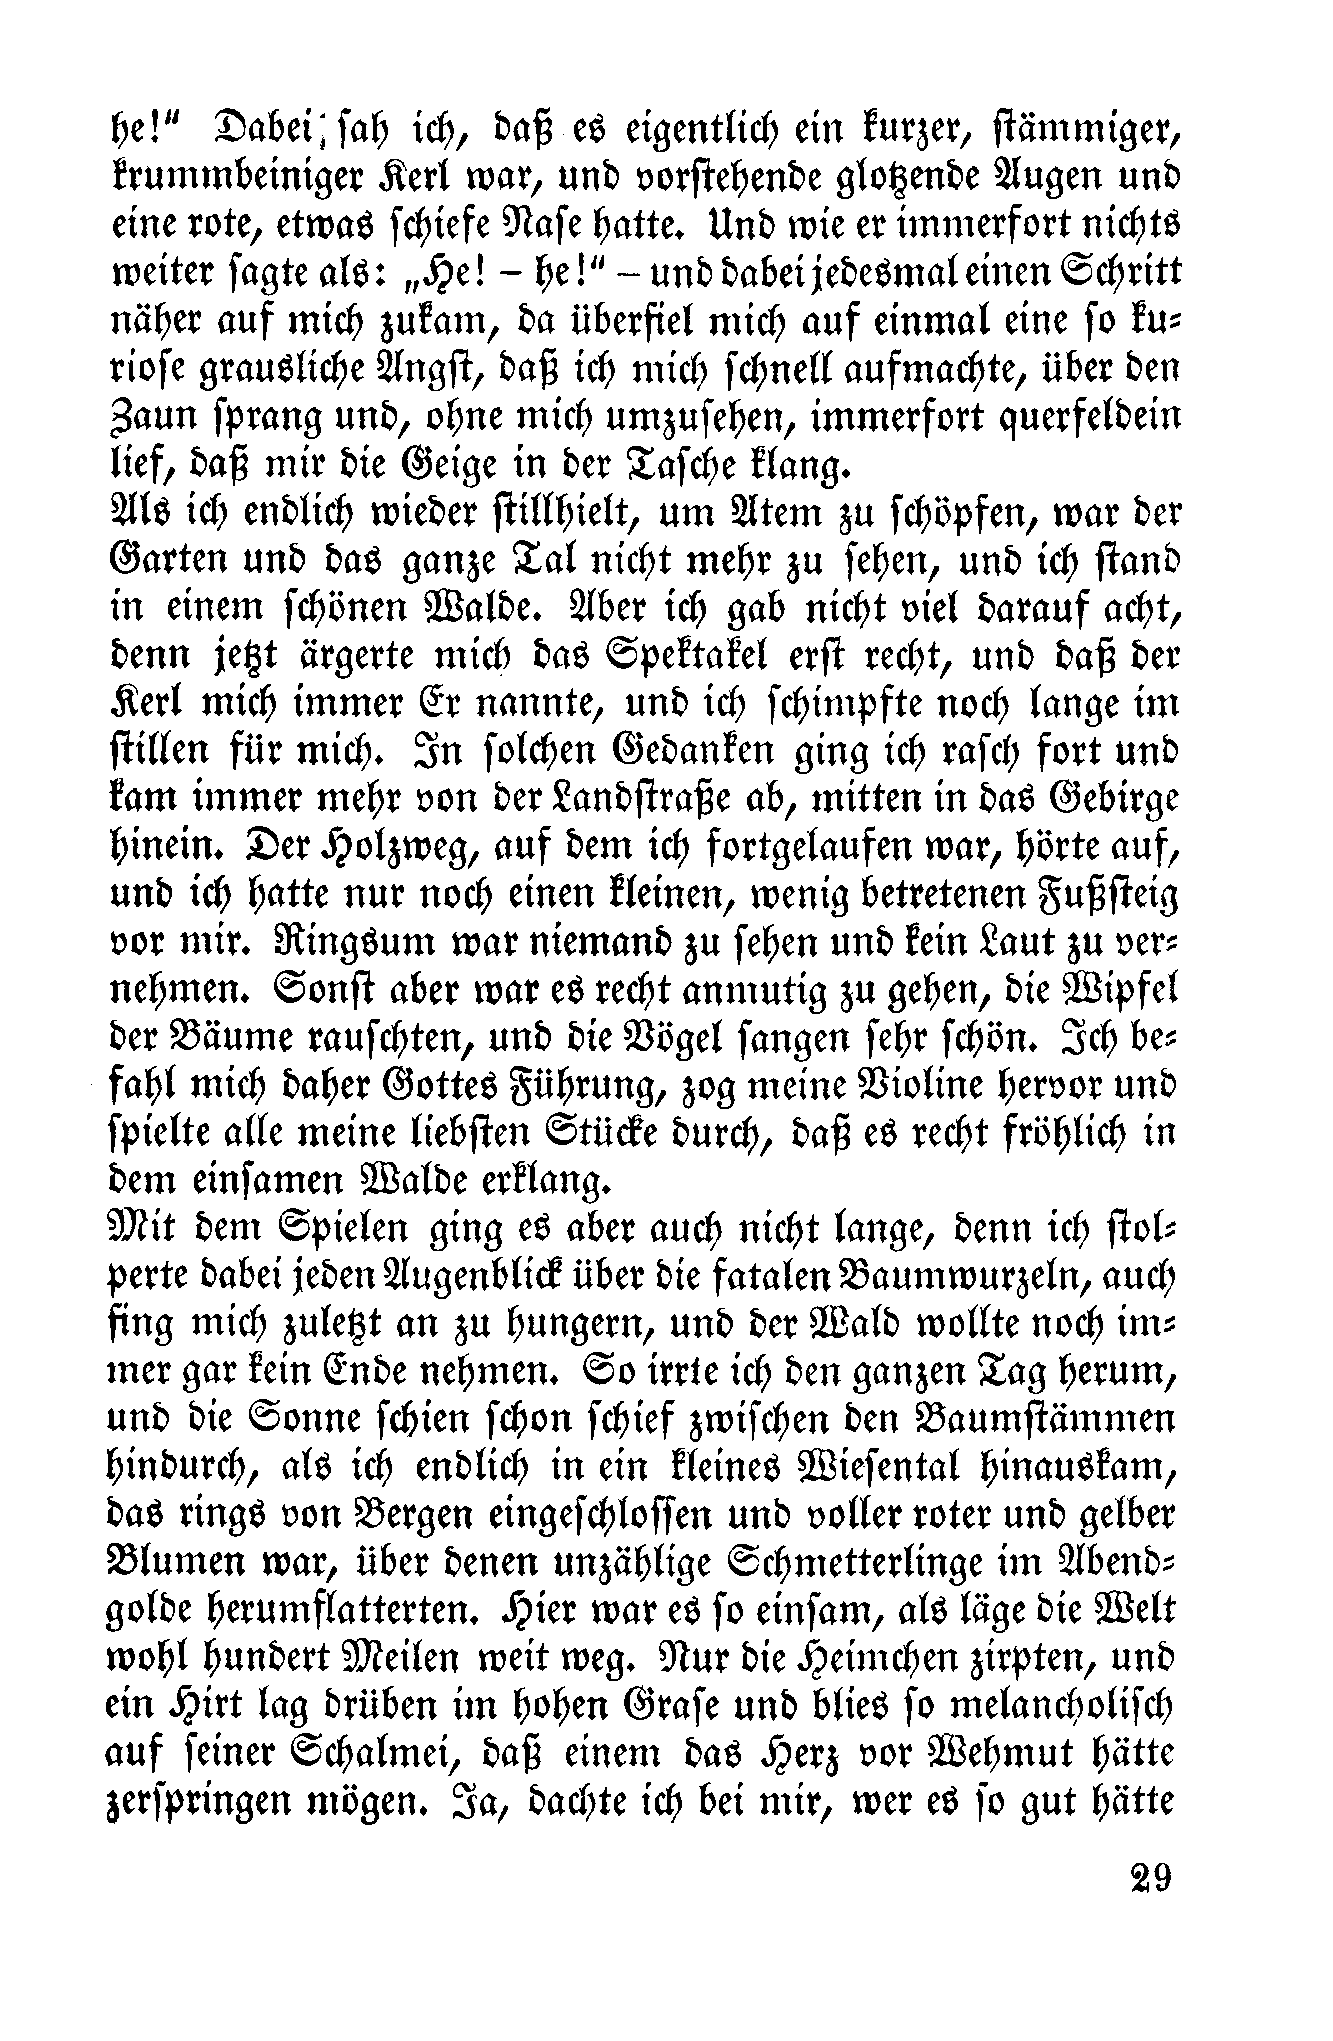 he!“ Dabei sah ich, daß es eigentlich ein kurzer, stämmiger,
krummbeiniger Kerl war, und vorstehende glotzende Augen und
eine rote, etwas schiefe Nase hatte. Und wie er immerfort nichts
weiter sagte als: „He! – he!“ – und dabei jedesmal einen Schritt
näher auf mich zukam, da überfiel mich auf einmal eine so ku-
riose grausliche Angst, daß ich mich schnell aufmachte, über den
Zaun sprang und, ohne mich umzusehen, immerfort querfeldein
lief, daß mir die Geige in der Tasche klang.
Als ich endlich wieder stillhielt, um Atem zu schöpfen, war der
Garten und das ganze Tal nicht mehr zu sehen, und ich stand
in einem schönen Walde. Aber ich gab nicht viel darauf acht,
denn jetzt ärgerte mich das Spektakel erst recht, und daß der
Kerl mich immer Er nannte, und ich schimpfte noch lange im
stillen für mich. In solchen Gedanken ging ich rasch fort und
kam immer mehr von der Landstraße ab, mitten in das Gebirge
hinein. Der Holzweg, auf dem ich fortgelaufen war, hörte auf,
und ich hatte nur noch einen kleinen, wenig betretenen Fußsteig
vor mir. Ringsum war niemand zu sehen und kein Laut zu ver-
nehmen. Sonst aber war es recht anmutig zu gehen, die Wipfel
der Bäume rauschten, und die Vögel sangen sehr schön. Ich be-
fahl mich daher Gottes Führung, zog meine Violine hervor und
spielte alle meine liebsten Stücke durch, daß es recht fröhlich in
dem einsamen Walde erklang.
Mit dem Spielen ging es aber auch nicht lange, denn ich stol-
perte dabei jeden Augenblick über die fatalen Baumwurzeln, auch
fing mich zuletzt an zu hungern, und der Wald wollte noch im-
mer gar kein Ende nehmen. So irrte ich den ganzen Tag herum,
und die Sonne schien schon schief zwischen den Baumstämmen
hindurch, als ich endlich in ein kleines Wiesental hinauskam,
das rings von Bergen eingeschlossen und voller roter und gelber
Blumen war, über denen unzählige Schmetterlinge im Abend-
golde herumflatterten. Hier war es so einsam, als läge die Welt
wohl hundert Meilen weit weg. Nur die Heimchen zirpten, und
ein Hirt lag drüben im hohen Grase und blies so melancholisch
auf seiner Schalmei, daß einem das Herz vor Wehmut hätte
zerspringen mögen. Ja, dachte ich bei mir, wer es so gut hätte
29